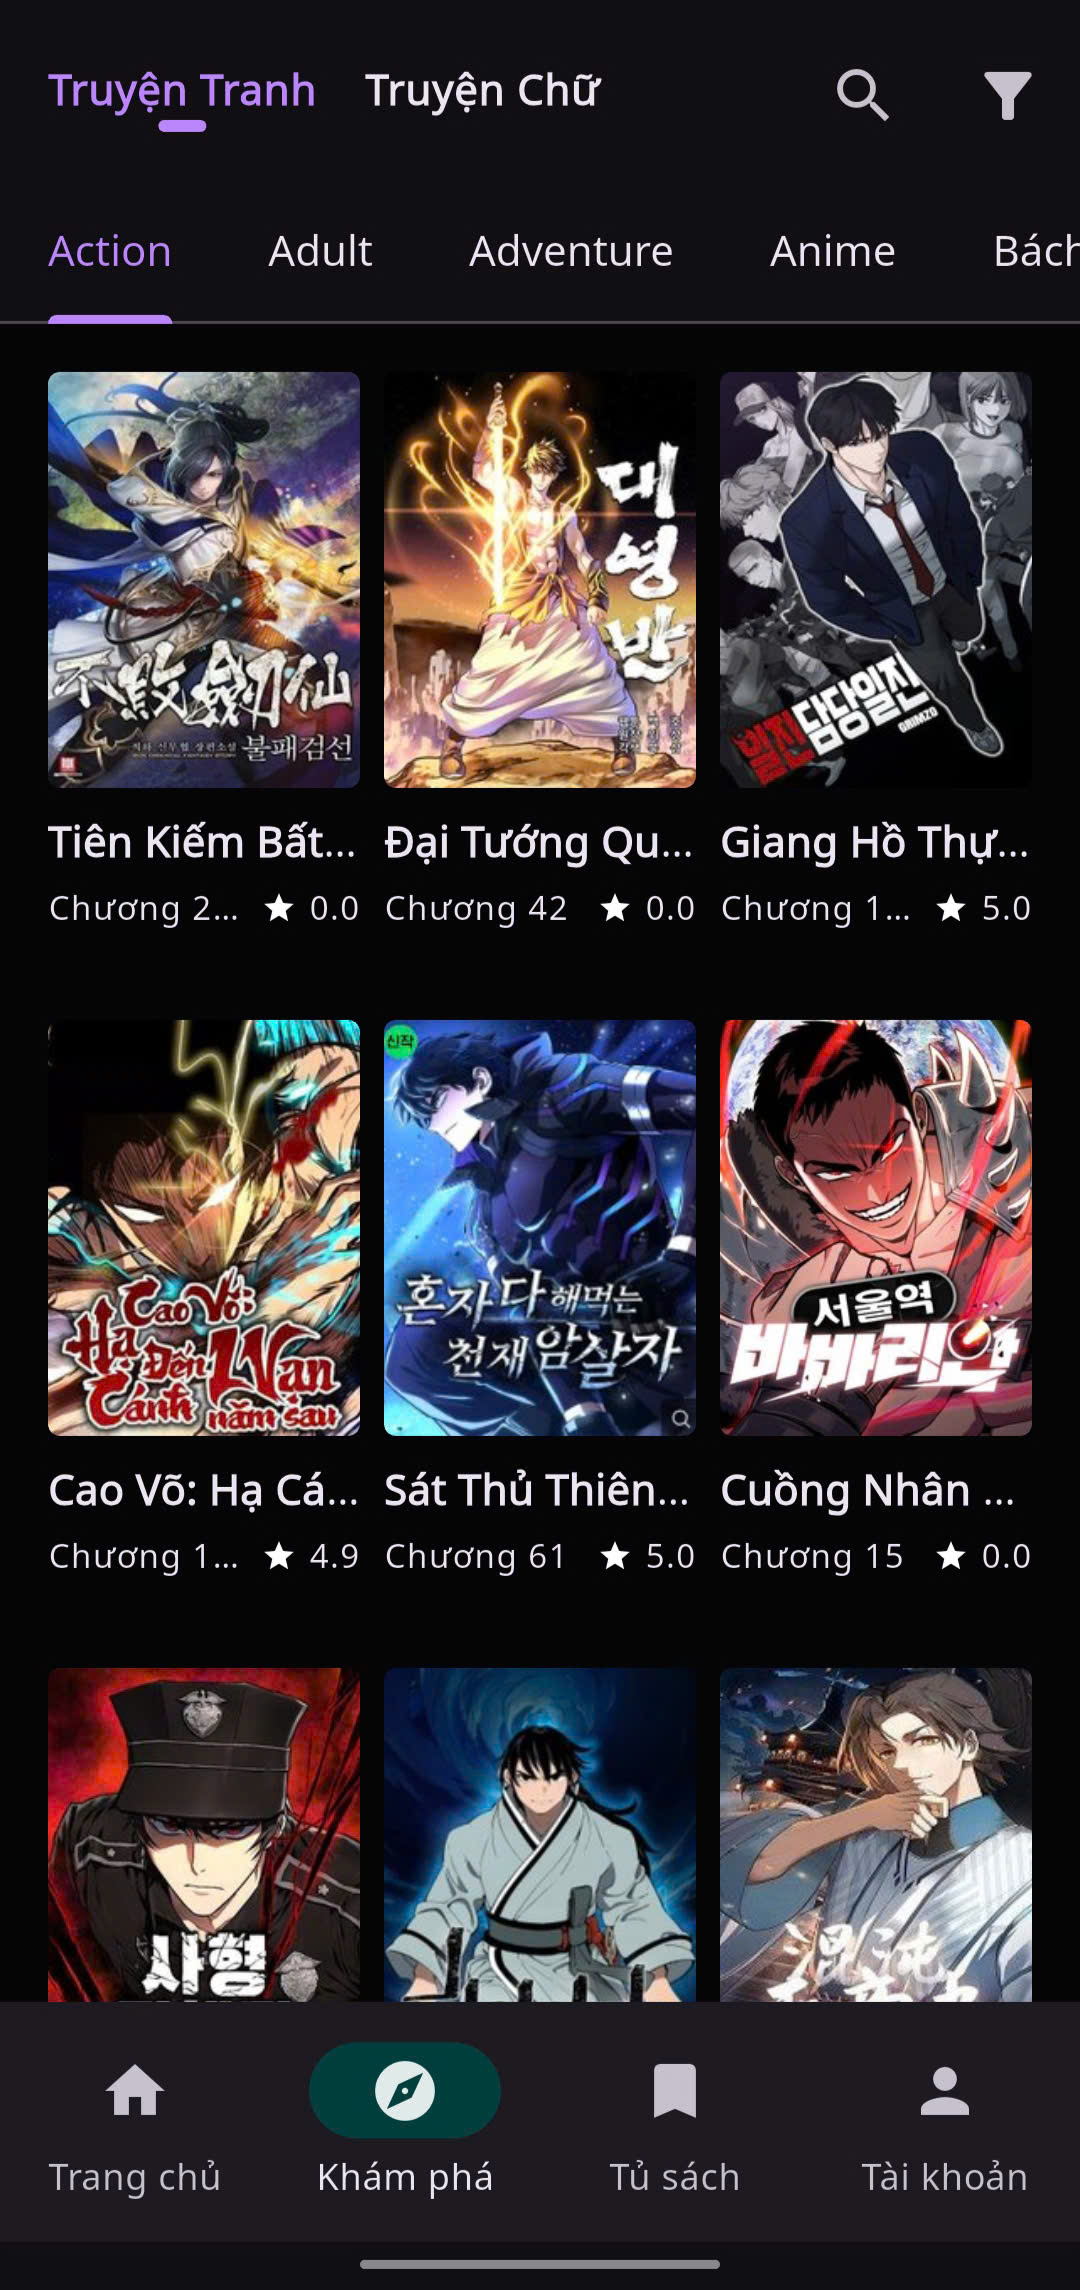 Truyện Tranh
Truyện Chữ
Action
Adult
Adventure
Anime
Bách
不敗劍仙
불패검선
대영반
일진담당일진
GRIMZO
Tiên Kiếm Bất...
Đại Tướng Qu...
Giang Hồ Thự...
Chương 2... ★ 0.0
Chương 42 ★ 0.0
Chương 1... ★ 5.0
Cao Võ:
Hạ Đến Vạn
Cánh năm sau
신작
혼자 다 해먹는
천재 암살자
서울역
바바리안
Cao Võ: Hạ Cá...
Sát Thủ Thiên...
Cuồng Nhân ...
Chương 1... ★ 4.9
Chương 61 ★ 5.0
Chương 15 ★ 0.0
사형
混沌
Trang chủ
Khám phá
Tủ sách
Tài khoản